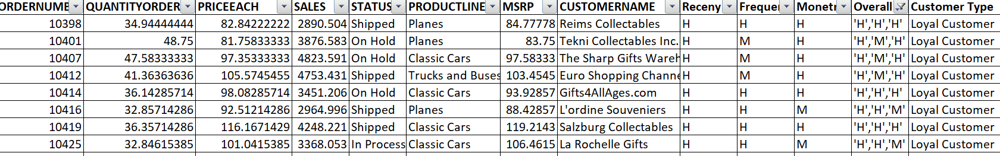 ORDERNUMB QUANTITYORDER PRICEEACH SALES STATUS PRODUCTLINE MSRP CUSTOMERNAME Receny Freque Monet Overall Customer Type
10398 34.94444444 82.84222222 2890.504 Shipped Planes 84.77778 Reims Collectables H H H 'H','H','H' Loyal Customer
10401 48.75 81.75833333 3876.583 On Hold Planes 83.75 Tekni Collectables Inc. H M H 'H','M','H' Loyal Customer
10407 47.58333333 97.35333333 4823.591 On Hold Classic Cars 97.58333 The Sharp Gifts Wareh H M H 'H','M','H' Loyal Customer
10412 41.36363636 105.5745455 4753.431 Shipped Trucks and Buses 103.4545 Euro Shopping Channe H M H 'H','M','H' Loyal Customer
10414 36.14285714 98.08285714 3451.206 On Hold Classic Cars 93.92857 Gifts4AllAges.com H H H 'H','H','H' Loyal Customer
10416 32.85714286 92.51214286 2964.996 Shipped Planes 88.42857 L'ordine Souveniers H H M 'H','H','M' Loyal Customer
10419 36.35714286 116.1671429 4248.221 Shipped Classic Cars 119.2143 Salzburg Collectables H H H 'H','H','H' Loyal Customer
10425 32.84615385 101.0415385 3368.053 In Process Classic Cars 106.4615 La Rochelle Gifts H H M 'H','H','M' Loyal Customer